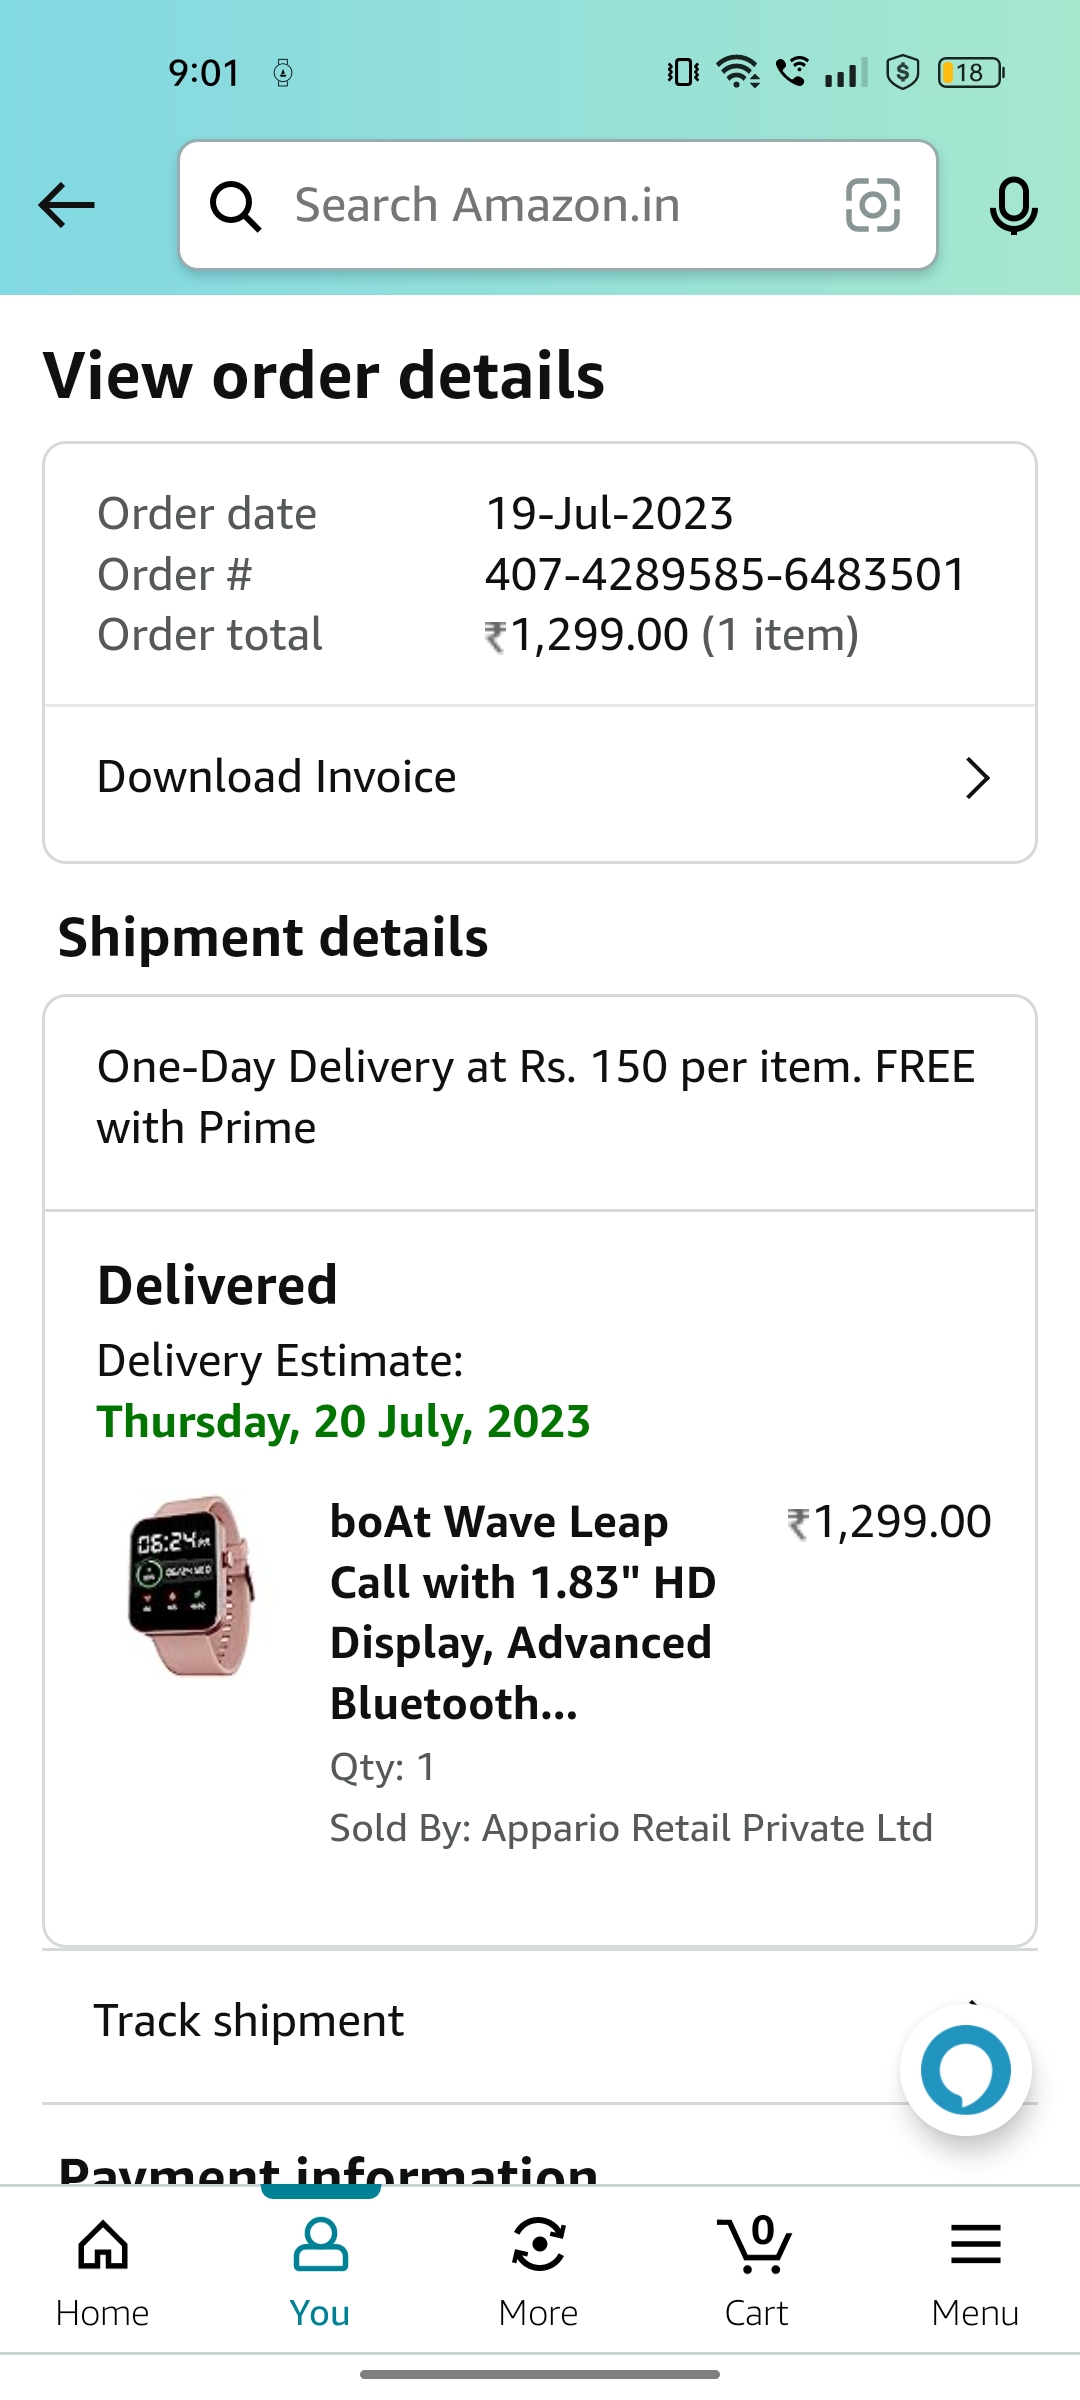 9:01
18
Search Amazon.in
View order details
Order date 19-Jul-2023
Order # 407-4289585-6483501
Order total ₹1,299.00 (1 item)
Download Invoice
Shipment details
One-Day Delivery at Rs. 150 per item. FREE
with Prime
Delivered
Delivery Estimate:
Thursday, 20 July, 2023
boAt Wave Leap ₹1,299.00
Call with 1.83" HD
Display, Advanced
Bluetooth...
Qty: 1
Sold By: Appario Retail Private Ltd
06:24
Track shipment
Payment information
0
Home You More Cart Menu